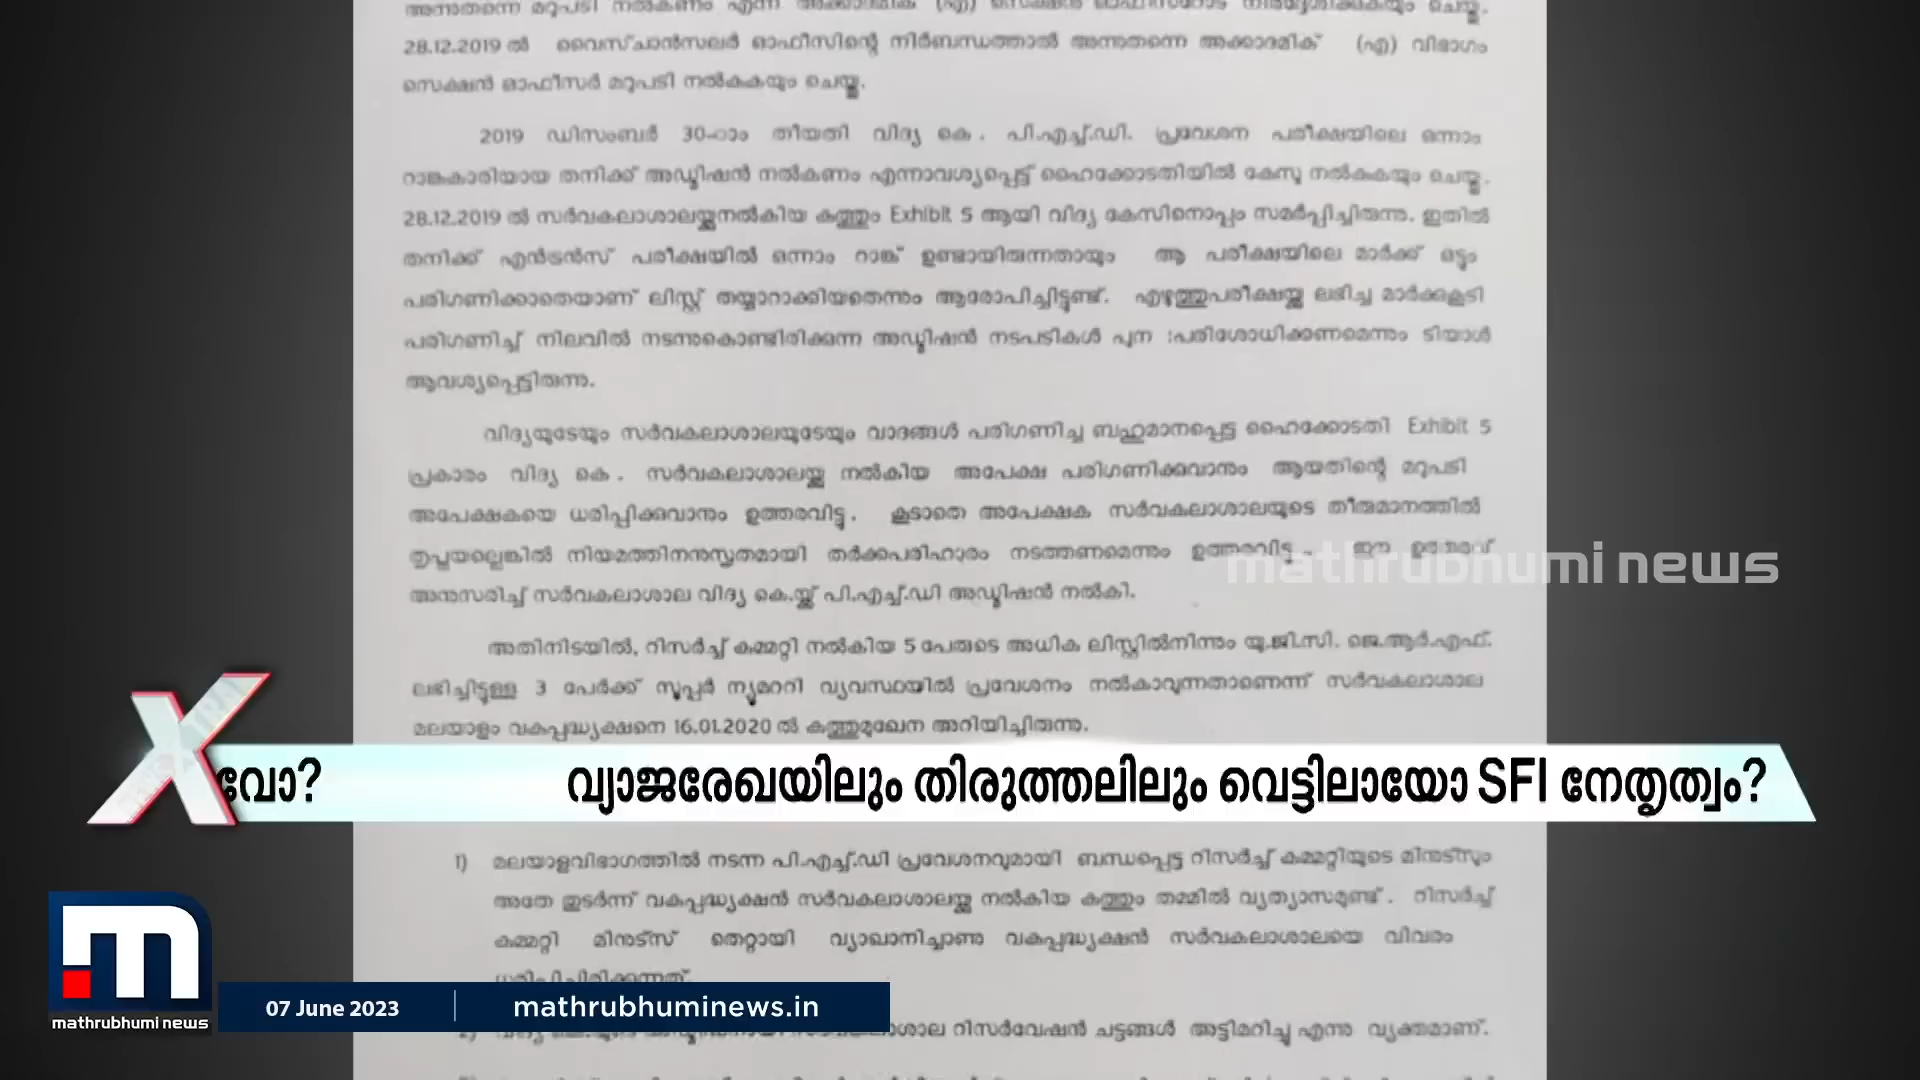 28.12.2019 ൽ വൈസ്ചാൻസലർ ഓഫീസിന്റെ നിർബന്ധത്താൽ അന്നുതന്നെ അക്കാദമിക് (എ) വിഭാഗം
സെക്ഷൻ ഓഫീസർ മറുപടി നൽകുകയും ചെയ്തു.
2019 ഡിസംബർ 30-ാം തീയതി വിദ്യ കെ. പി.എച്ച്.ഡി. പ്രവേശന പരീക്ഷയിലെ ഒന്നാം
റാങ്കുകാരിയായ തനിക്ക് അഡ്മിഷൻ നൽകണം എന്നാവശ്യപ്പെട്ട് ഹൈക്കോടതിയിൽ കേസു നൽകുകയും ചെയ്തു.
28.12.2019 ൽ സർവകലാശാലയ്ക്കുനൽകിയ കത്തും Exhibit 5 ആയി വിദ്യ കേസിനൊപ്പം സമർപ്പിച്ചിരുന്നു. ഇതിൽ
തനിക്ക് എൻട്രൻസ് പരീക്ഷയിൽ ഒന്നാം റാങ്ക് ഉണ്ടായിരുന്നതായും ആ പരീക്ഷയിലെ മാർക്ക് ഒട്ടും
പരിഗണിക്കാതെയാണ് ലിസ്റ്റ് തയ്യാറാക്കിയതെന്നും ആരോപിച്ചിട്ടുണ്ട്. എഴുത്തുപരീക്ഷയ്ക്കു ലഭിച്ച മാർക്കുകൂടി
പരിഗണിച്ച് നിലവിൽ നടന്നുകൊണ്ടിരിക്കുന്ന അഡ്മിഷൻ നടപടികൾ പുന :പരിശോധിക്കണമെന്നും ടിയാൾ
ആവശ്യപ്പെട്ടിരുന്നു.
വിദ്യയുടേയും സർവകലാശാലയുടേയും വാദങ്ങൾ പരിഗണിച്ച ബഹുമാനപ്പെട്ട ഹൈക്കോടതി Exhibit 5
പ്രകാരം വിദ്യ കെ. സർവകലാശാലയ്ക്കു നൽകിയ അപേക്ഷ പരിഗണിക്കുവാനും ആയതിന്റെ മറുപടി
അപേക്ഷകയെ ധരിപ്പിക്കുവാനും ഉത്തരവിട്ടു. കൂടാതെ അപേക്ഷക സർവകലാശാലയുടെ തീരുമാനത്തിൽ
തൃപ്തയല്ലെങ്കിൽ നിയമത്തിനനുസൃതമായി തർക്കപരിഹാരം നടത്തണമെന്നും ഉത്തരവിട്ടു. ഈ ഉത്തരവ്
mathrubhumi news
അനുസരിച്ച് സർവകലാശാല വിദ്യ കെ.യ്ക്ക് പി.എച്ച്.ഡി അഡ്മിഷൻ നൽകി.
അതിനിടയിൽ, റിസർച്ച് കമ്മറ്റി നൽകിയ 5 പേരുടെ അധിക ലിസ്റ്റിൽനിന്നും യു.ജി.സി. ജെ.ആർ.എഫ്.
ലഭിച്ചിട്ടുള്ള 3 പേർക്ക് സൂപ്പർ ന്യൂമററി വ്യവസ്ഥയിൽ പ്രവേശനം നൽകാവുന്നതാണെന്ന് സർവകലാശാല
മലയാളം വകുപ്പദ്ധ്യക്ഷനെ 16.01.2020 ൽ കത്തുമുഖേന അറിയിച്ചിരുന്നു.
വോ? വ്യാജരേഖയിലും തിരുത്തലിലും വെട്ടിലായോ SFI നേതൃത്വം?
1) മലയാളവിഭാഗത്തിൽ നടന്ന പി.എച്ച്.ഡി പ്രവേശനവുമായി ബന്ധപ്പെട്ട റിസർച്ച് കമ്മറ്റിയുടെ മിനുട്സും
അതേ തുടർന്ന് വകുപ്പദ്ധ്യക്ഷൻ സർവകലാശാലയ്ക്കു നൽകിയ കത്തും തമ്മിൽ വ്യത്യാസമുണ്ട്. റിസർച്ച്
കമ്മറ്റി മിനുട്സ് തെറ്റായി വ്യാഖാനിച്ചാണു വകുപ്പദ്ധ്യക്ഷൻ സർവകലാശാലയെ വിവരം
ധരിപ്പിച്ചിരിക്കുന്നത്.
07 June 2023 mathrubhuminews.in
mathrubhumi news
റിസർവേഷൻ ചട്ടങ്ങൾ അട്ടിമറിച്ചു എന്നു വ്യക്തമാണ്.